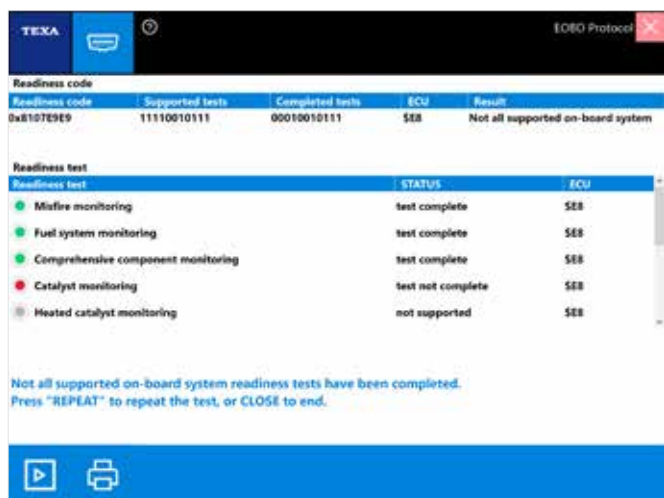 TEXA
EOBD Protocol
Readiness code
Readiness code Supported tests Completed tests ECU Result
0x8107E9E9 11110010111 00010010111 $E8 Not all supported on-board system
Readiness test
Readiness test STATUS ECU
Misfire monitoring test complete $E8
Fuel system monitoring test complete $E8
Comprehensive component monitoring test complete $E8
Catalyst monitoring test not complete $E8
Heated catalyst monitoring not supported $E8
Not all supported on-board system readiness tests have been completed.
Press "REPEAT" to repeat the test, or CLOSE to end.